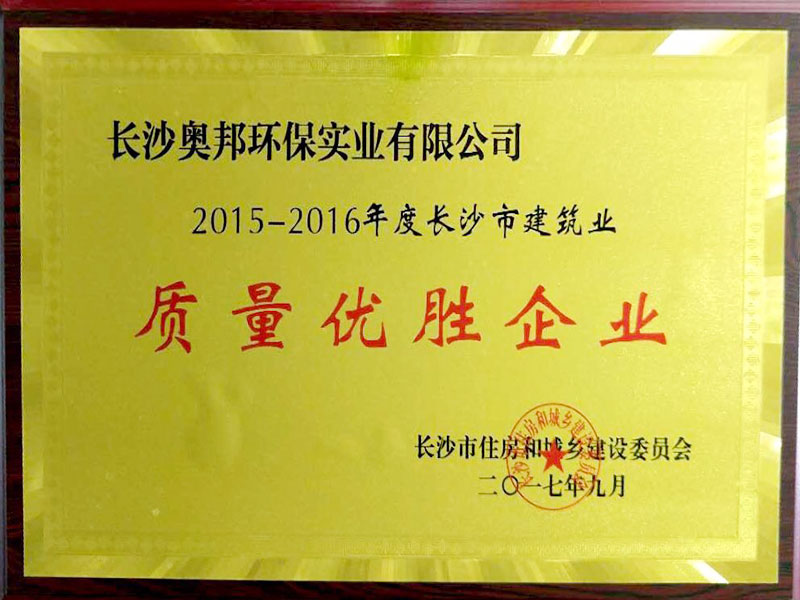 长沙奥邦环保实业有限公司
2015-2016年度长沙市建筑业
质量优胜企业
长沙市住房和城乡建设委员会
二〇一七年九月